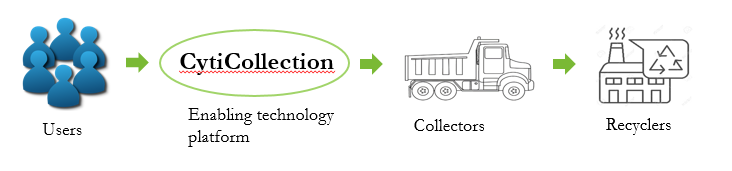 CytiCollection
Users
Enabling technology
platform
Collectors
Recyclers